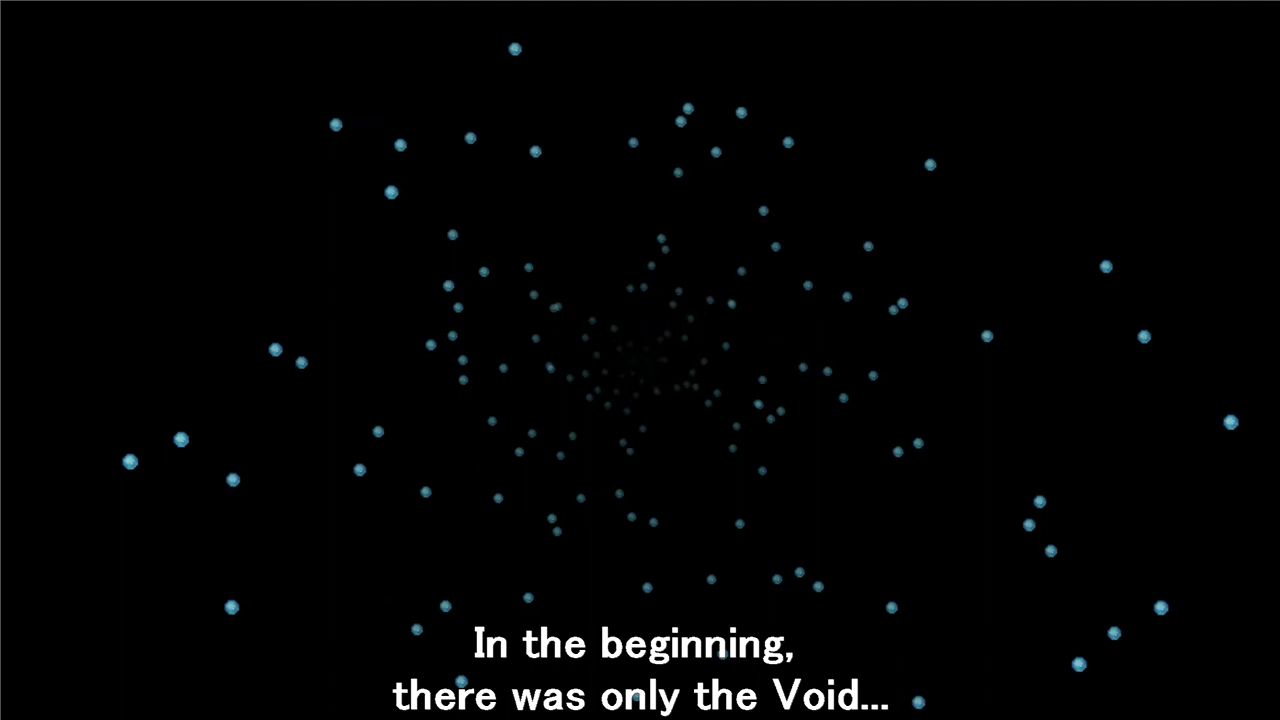 In the beginning,
there was only the Void...